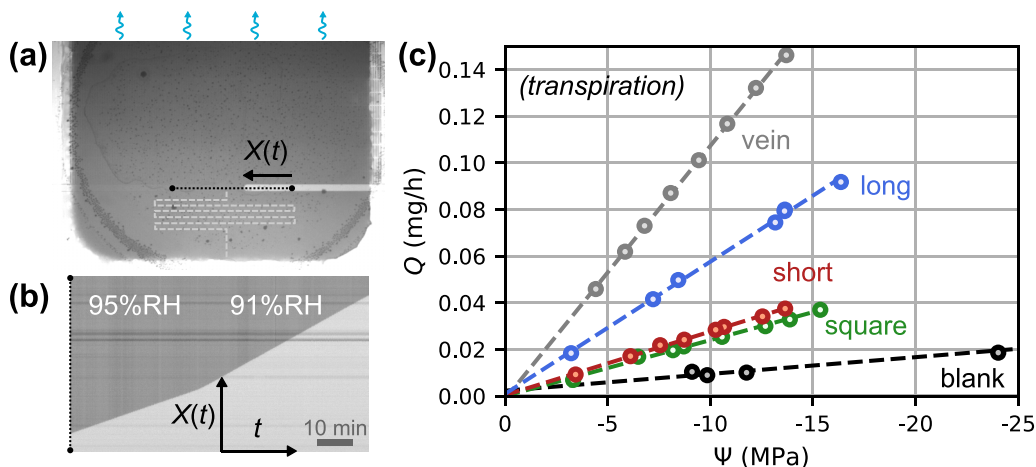 (a)
X(t)
(b)
95%RH
91%RH
X(t)
t
10 min
(c)
(transpiration)
vein
long
short
square
blank
Q (mg/h)
0.14
0.12
0.10
0.08
0.06
0.04
0.02
0.00
0
-5
-10
-15
-20
-25
Ψ (MPa)